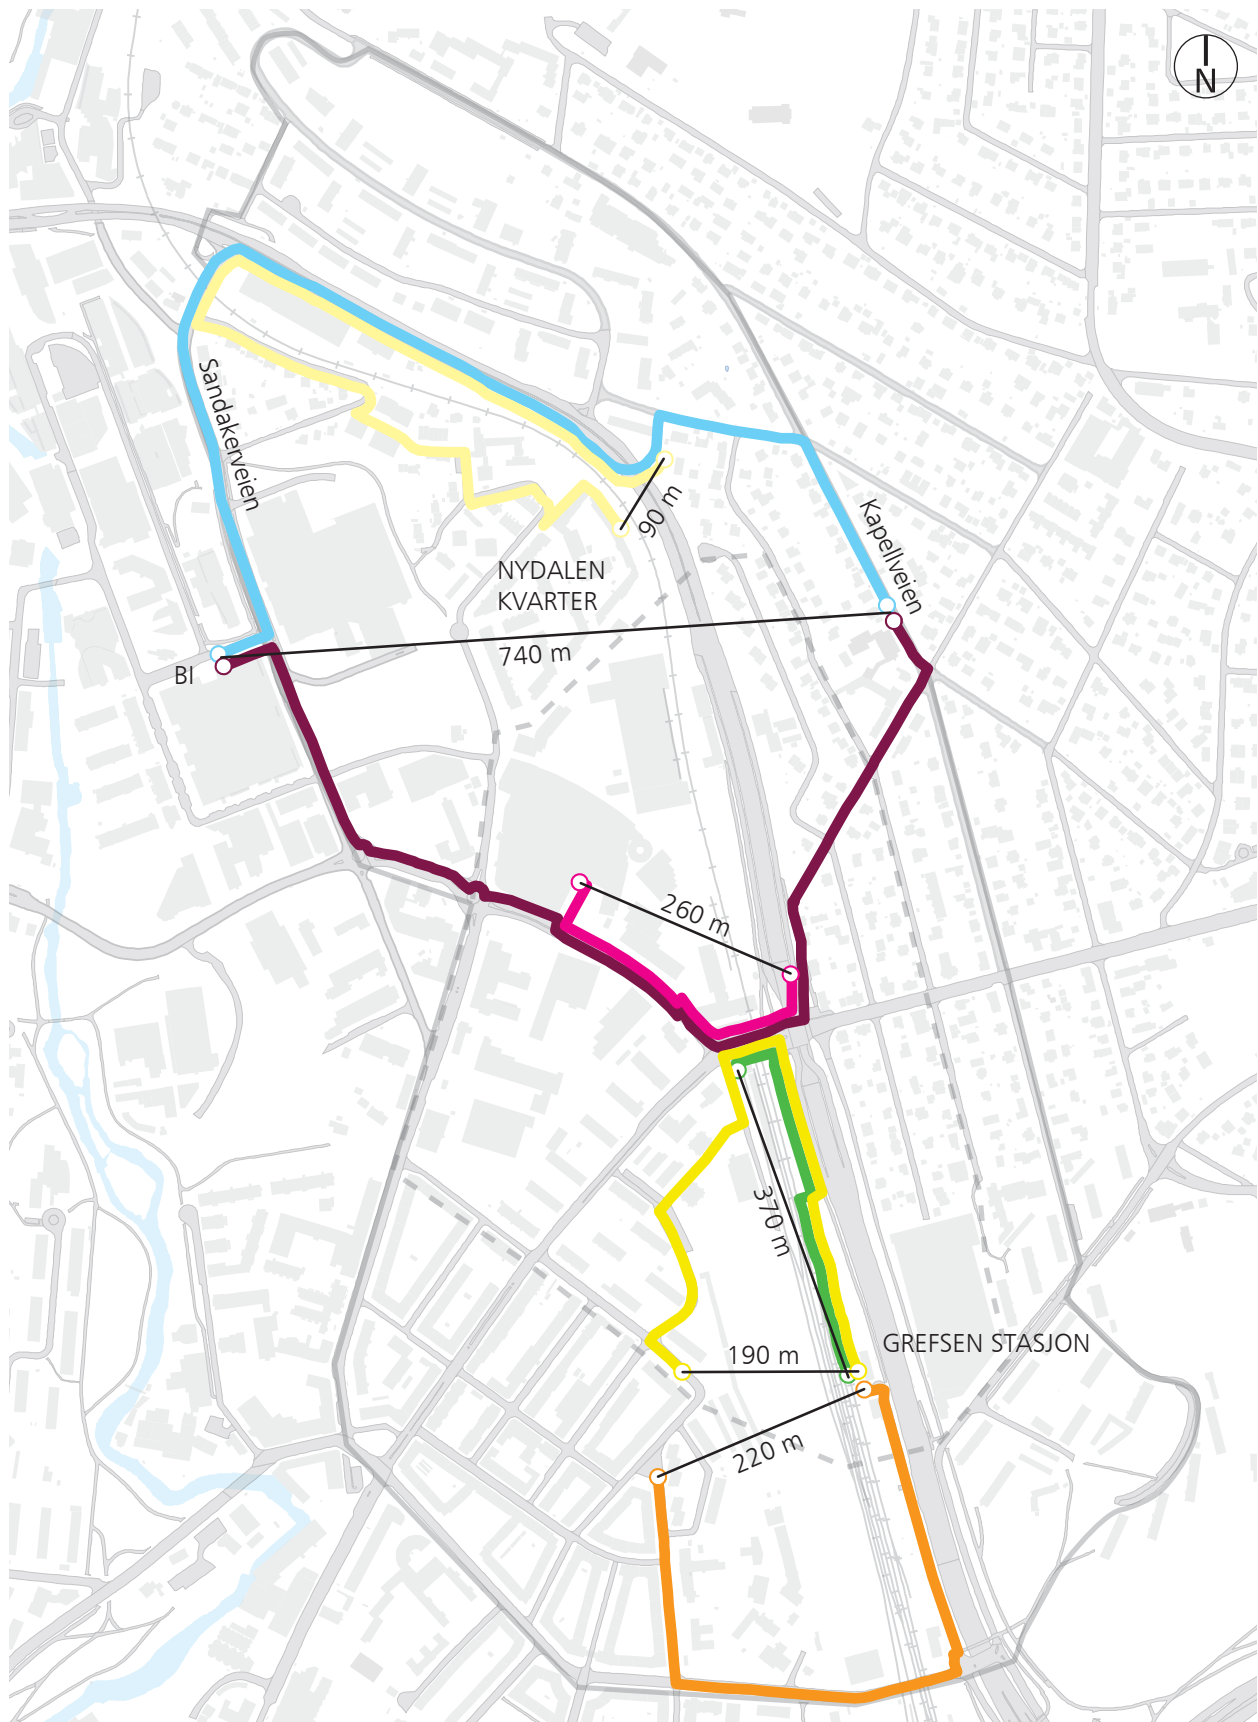 N
Sandakerveien
90 m
Kapellveien
NYDALEN
KVARTER
740 m
BI
260 m
370 m
GREFSEN STASJON
190 m
220 m